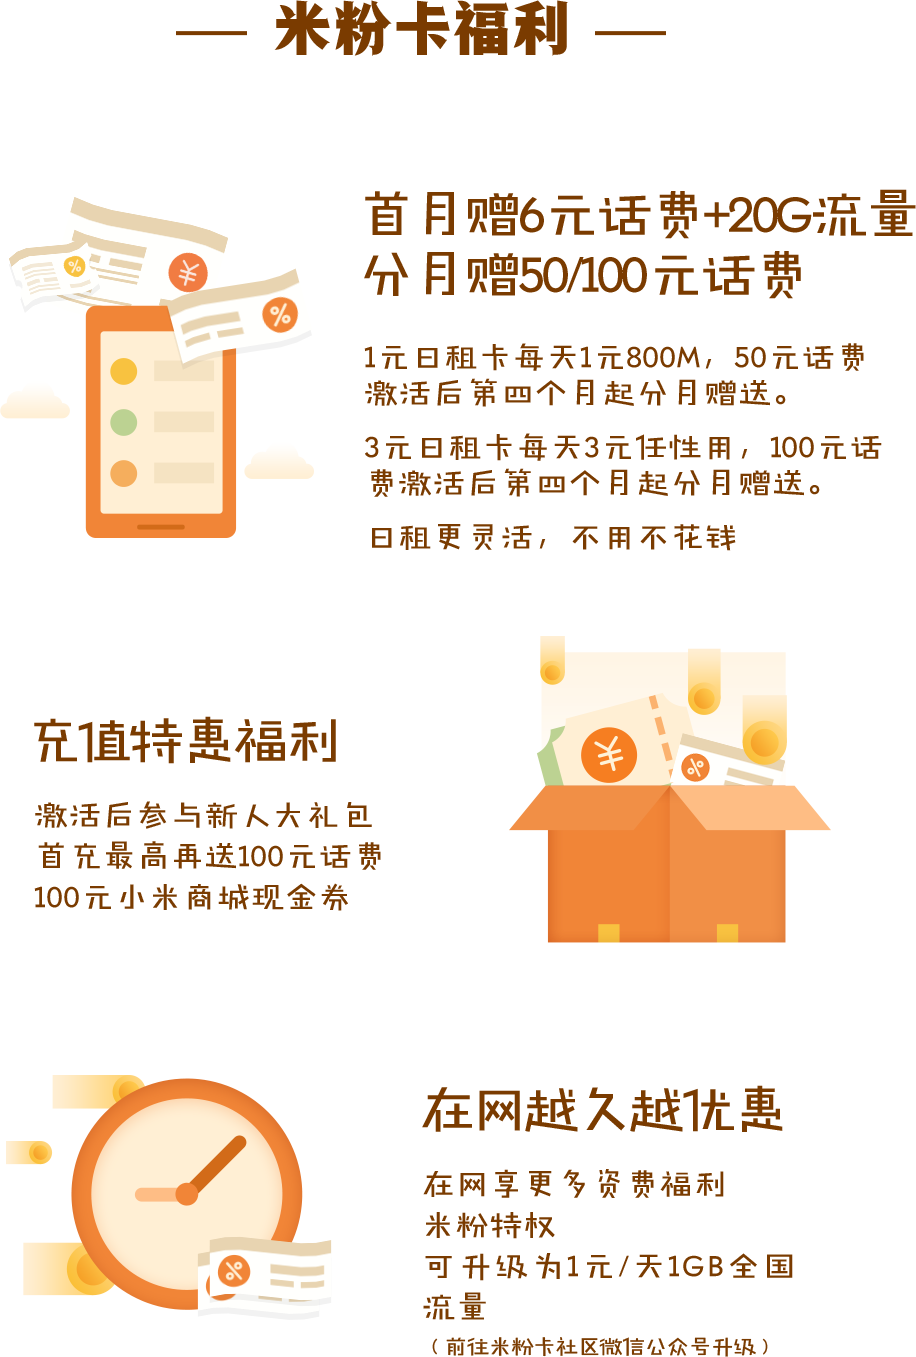 米粉卡福利
首月赠6元话费+20G流量
分月赠50/100元话费
1元日租卡每天1元800M，50元话费
激活后第四个月起分月赠送。
3元日租卡每天3元任性用，100元话
费激活后第四个月起分月赠送。
日租更灵活，不用不花钱
充值特惠福利
激活后参与新人大礼包
首充最高再送100元话费
100元小米商城现金券
在网越久越优惠
在网享更多资费福利
米粉特权
可升级为1元/天1GB全国
流量
（前往米粉卡社区微信公众号升级）